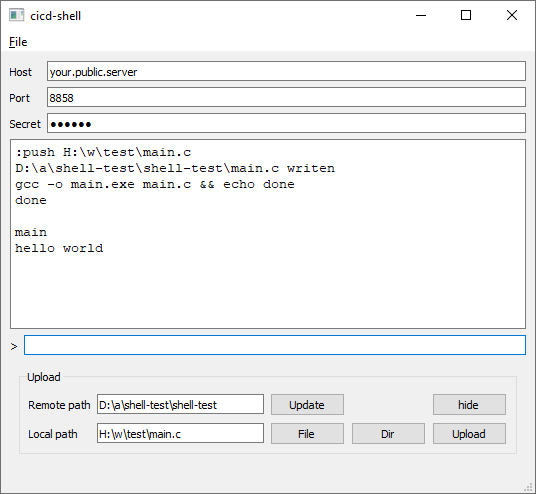 cicd-shell
File
Host your.public.server
Port 8858
Secret ●●●●●●
:push H:\w\test\main.c
D:\a\shell-test\shell-test\main.c writen
gcc -o main.exe main.c && echo done
done
main
hello world
>
Upload
Remote path D:\a\shell-test\shell-test Update hide
Local path H:\w\test\main.c File Dir Upload